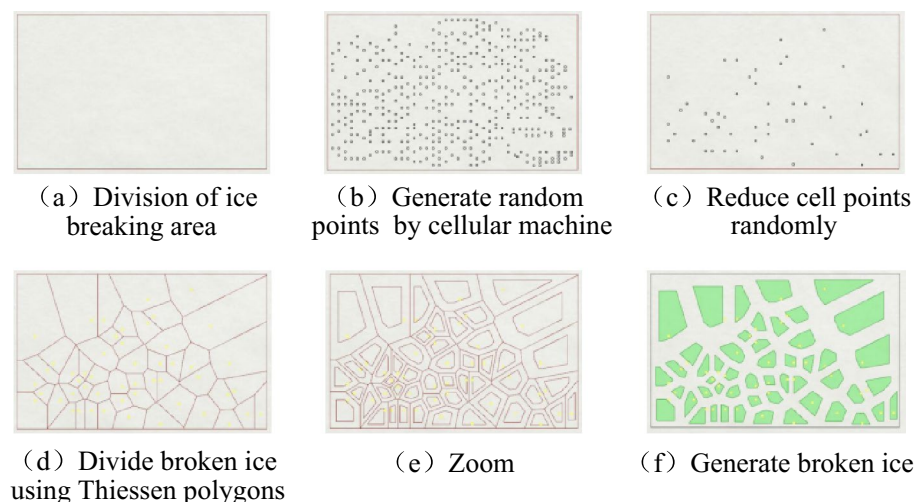 （a）Division of ice
breaking area
（b）Generate random
points by cellular machine
（c）Reduce cell points
randomly
（d）Divide broken ice
using Thiessen polygons
（e）Zoom
（f）Generate broken ice